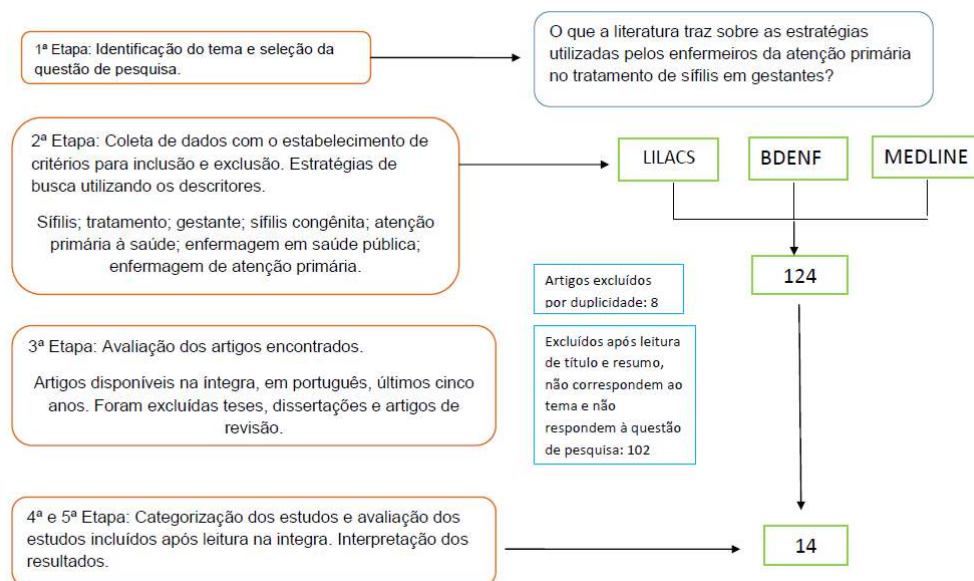 1ª Etapa: Identificação do tema e seleção da
questão de pesquisa.
O que a literatura traz sobre as estratégias
utilizadas pelos enfermeiros da atenção primária
no tratamento de sífilis em gestantes?
2ª Etapa: Coleta de dados com o estabelecimento de
critérios para inclusão e exclusão. Estratégias de
busca utilizando os descritores.
Sífilis; tratamento; gestante; sífilis congênita; atenção
primária à saúde; enfermagem em saúde pública;
enfermagem de atenção primária.
LILACS
BDENF
MEDLINE
124
Artigos excluídos
por duplicidade: 8
3ª Etapa: Avaliação dos artigos encontrados.
Artigos disponíveis na íntegra, em português, últimos cinco
anos. Foram excluídas teses, dissertações e artigos de
revisão.
Excluídos após leitura
de título e resumo,
não correspondem ao
tema e não
respondem à questão
de pesquisa: 102
4ª e 5ª Etapa: Categorização dos estudos e avaliação dos
estudos incluídos após leitura na integra. Interpretação dos
resultados.
14